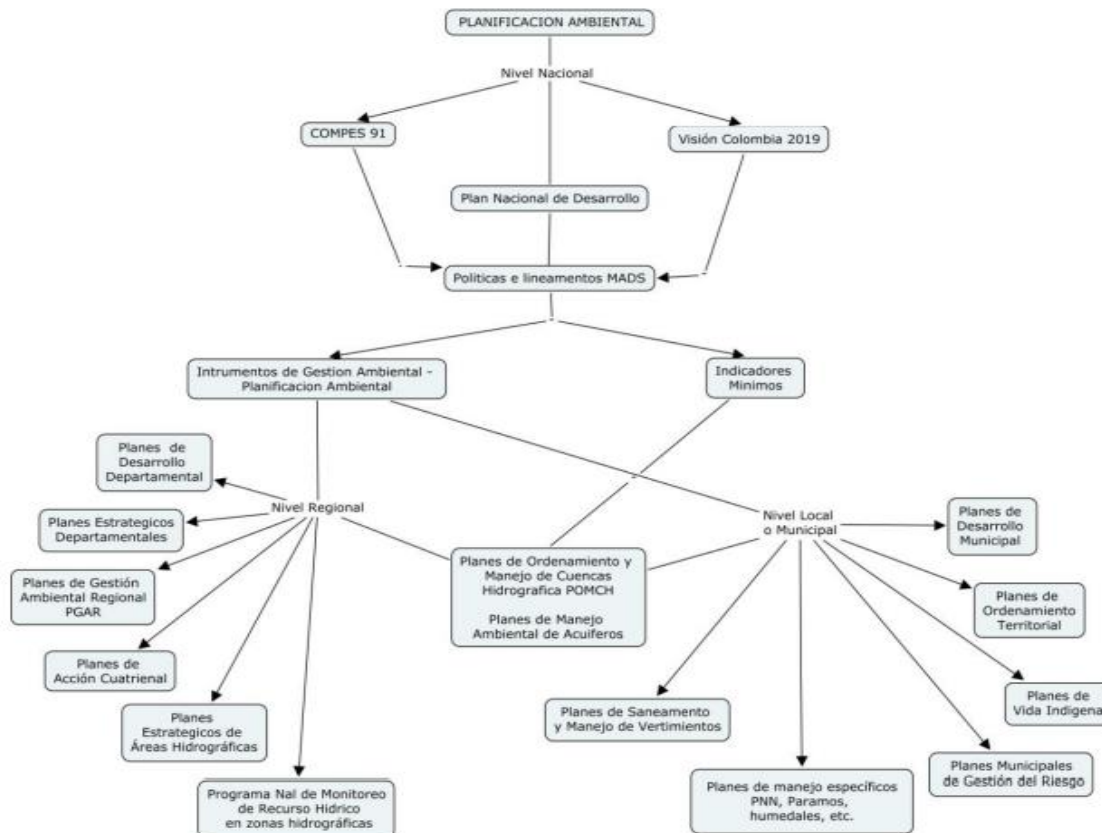 PLANIFICACION AMBIENTAL
Nivel Nacional
COMPES 91
Visión Colombia 2019
Plan Nacional de Desarrollo
Políticas e lineamentos MADS
Intrumentos de Gestion Ambiental -
Planificacion Ambiental
Indicadores
Minimos
Planes de
Desarrollo
Departamental
Nivel Regional
Planes Estrategicos
Departamentales
Planes de Gestión
Ambiental Regional
PGAR
Planes de
Acción Cuatrienal
Planes
Estrategicos de
Áreas Hidrográficas
Programa Nal de Monitoreo
de Recurso Hidrico
en zonas hidrográficas
Planes de Ordenamiento y
Manejo de Cuencas
Hidrografica POMCH
Planes de Manejo
Ambiental de Acuiferos
Nivel Local
o Municipal
Planes de
Desarrollo
Municipal
Planes de
Ordenamiento
Territorial
Planes de
Vida Indigena
Planes Municipales
de Gestión del Riesgo
Planes de manejo específicos
PNN, Paramos,
humedales, etc.
Planes de Saneamento
y Manejo de Vertimientos